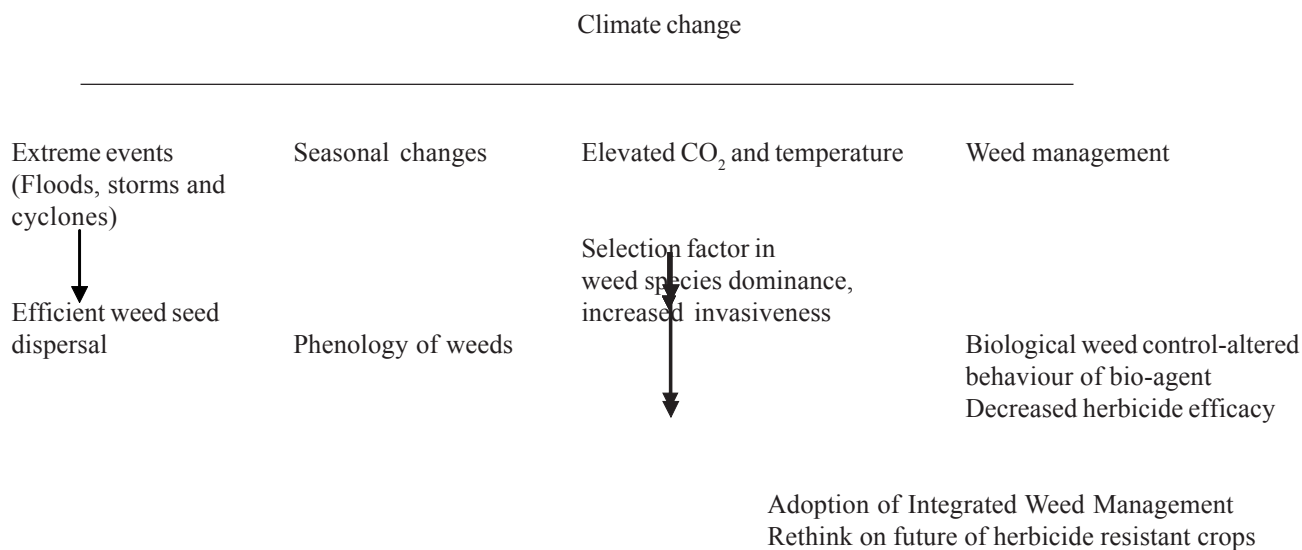 Climate change
Extreme events
(Floods, storms and
cyclones)
Seasonal changes
Elevated CO₂ and temperature
Weed management
Efficient weed seed
dispersal
Phenology of weeds
Selection factor in
weed species dominance,
increased invasiveness
Biological weed control-altered
behaviour of bio-agent
Decreased herbicide efficacy
Adoption of Integrated Weed Management
Rethink on future of herbicide resistant crops